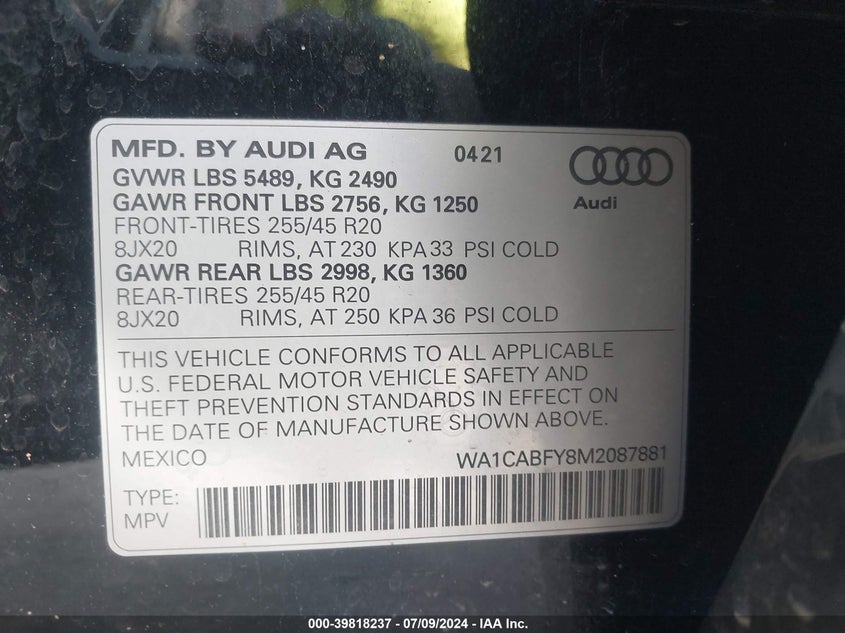 MFD. BY AUDI AG 0421
GVWR LBS 5489, KG 2490
GAWR FRONT LBS 2756, KG 1250
Audi
FRONT-TIRES 255/45 R20
8JX20 RIMS, AT 230 KPA 33 PSI COLD
GAWR REAR LBS 2998, KG 1360
REAR-TIRES 255/45 R20
8JX20 RIMS, AT 250 KPA 36 PSI COLD
THIS VEHICLE CONFORMS TO ALL APPLICABLE
U.S. FEDERAL MOTOR VEHICLE SAFETY AND
THEFT PREVENTION STANDARDS IN EFFECT ON
THE DATE OF MANUFACTURE SHOWN ABOVE.
MEXICO WA1CABFY8M2087881
TYPE:
MPV
000-39818237 - 07/09/2024 - IAA Inc.